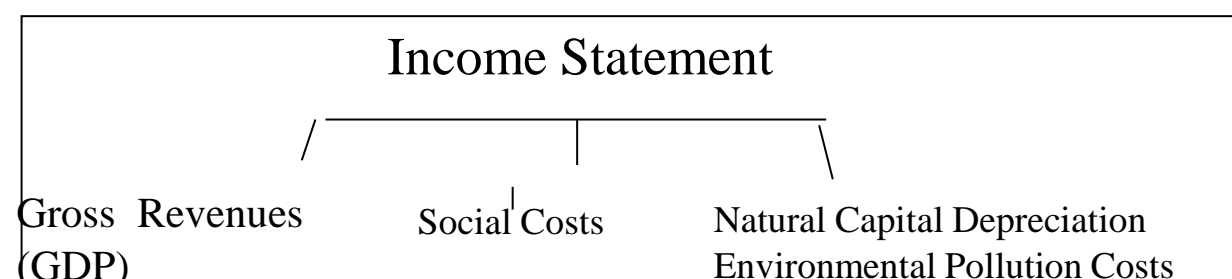 Income Statement
Gross Revenues
(GDP)
Social Costs
Natural Capital Depreciation
Environmental Pollution Costs